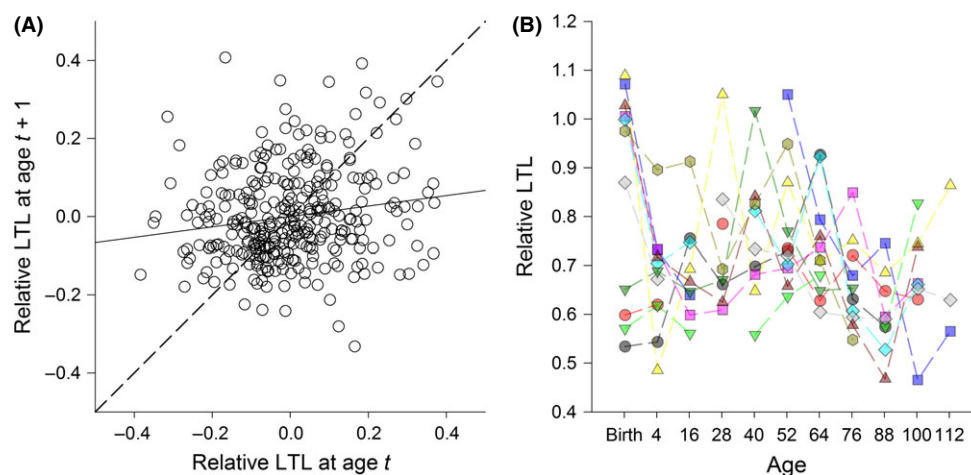 (A)
0.4
0.2
0.0
–0.2
–0.4
Relative LTL at age t + 1
–0.4 –0.2 0.0 0.2 0.4
Relative LTL at age t
(B)
1.2
1.1
1.0
0.9
0.8
0.7
0.6
0.5
0.4
Relative LTL
Birth 4 16 28 40 52 64 76 88 100 112
Age